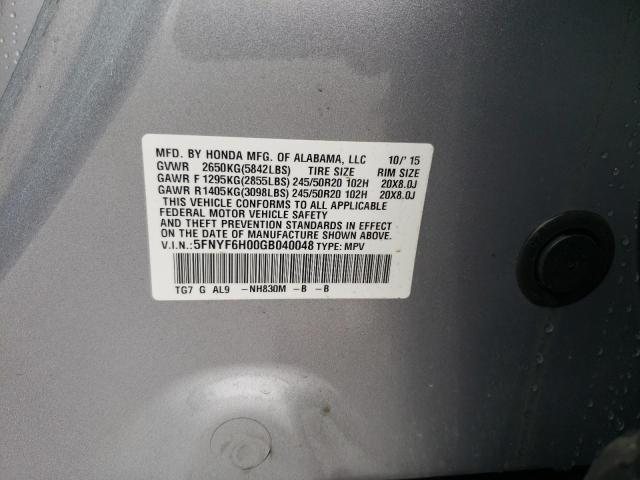 MFD. BY HONDA MFG. OF ALABAMA, LLC 10/'15
GVWR 2650KG(5842LBS) TIRE SIZE RIM SIZE
GAWR F 1295KG(2855LBS) 245/50R20 102H 20X8.0J
GAWR R 1405KG(3098LBS) 245/50R20 102H 20X8.0J
THIS VEHICLE CONFORMS TO ALL APPLICABLE
FEDERAL MOTOR VEHICLE SAFETY
AND THEFT PREVENTION STANDARDS IN EFFECT
ON THE DATE OF MANUFACTURE SHOWN ABOVE.
V.I.N.:5FNYF6H00GB040048 TYPE: MPV
TG7 G AL9 -NH830M -B -B